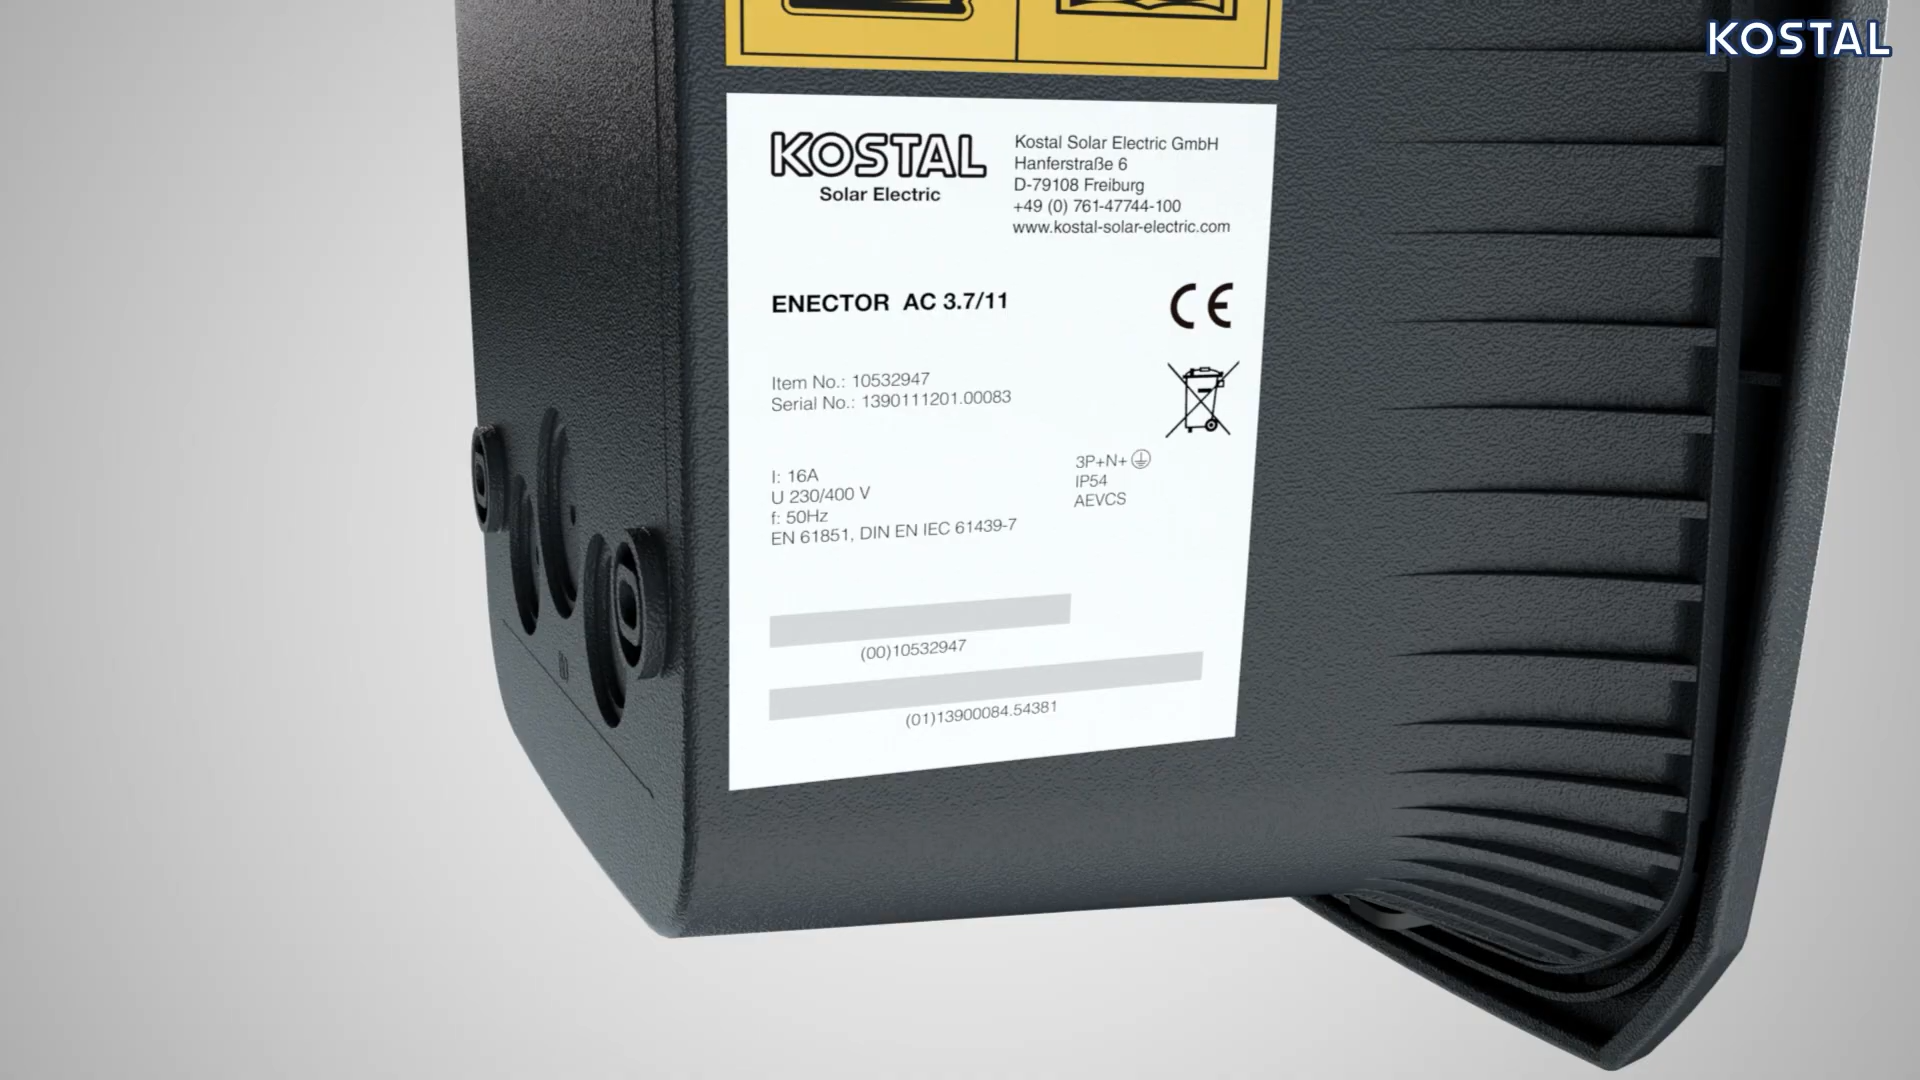 KOSTAL
KOSTAL
Solar Electric
Kostal Solar Electric GmbH
Hanferstraße 6
D-79108 Freiburg
+49 (0) 761-47744-100
www.kostal-solar-electric.com
ENECTOR AC 3.7/11
CE
Item No.: 10532947
Serial No.: 1390111201.00083
I: 16A
U 230/400 V
f: 50Hz
EN 61851, DIN EN IEC 61439-7
3P+N+
IP54
AEVCS
(00)10532947
(01)13900084.54381